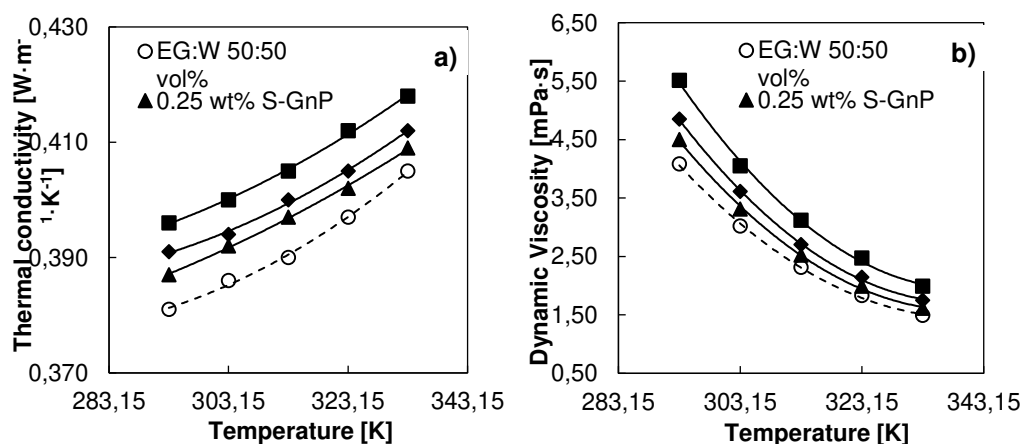 0,430
0,410
0,390
0,370
Thermal conductivity [W·m⁻
¹·K⁻¹]
EG:W 50:50
vol%
0.25 wt% S-GnP
a)
283,15 303,15 323,15 343,15
Temperature [K]
5,50
4,50
3,50
2,50
1,50
0,50
Dynamic Viscosity [mPa·s]
EG:W 50:50
vol%
0.25 wt% S-GnP
b)
283,15 303,15 323,15 343,15
Temperature [K]